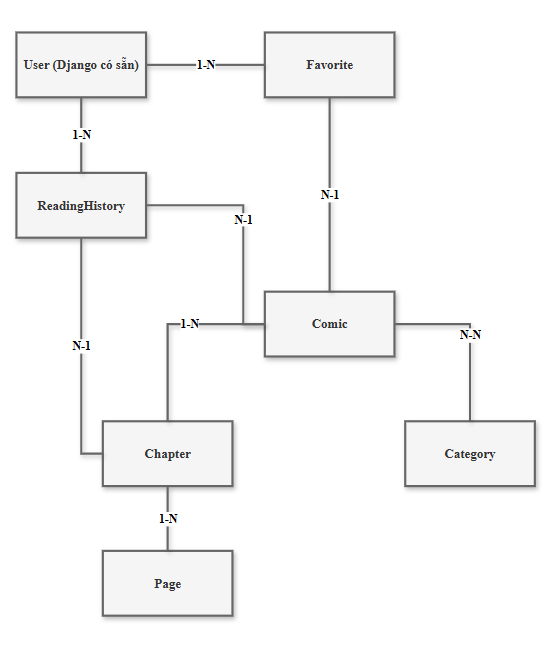 User (Django có sẵn)
1-N
Favorite
1-N
ReadingHistory
N-1
N-1
1-N
Comic
N-N
N-1
Chapter
Category
1-N
Page